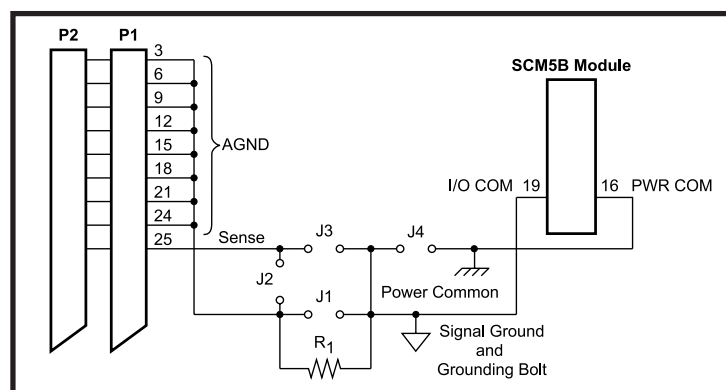 P2
P1
3
6
9
12
15
18
21
24
25
AGND
Sense
J3
J4
J2
J1
R1
SCM5B Module
I/O COM
19
16
PWR COM
Power Common
Signal Ground
and
Grounding Bolt